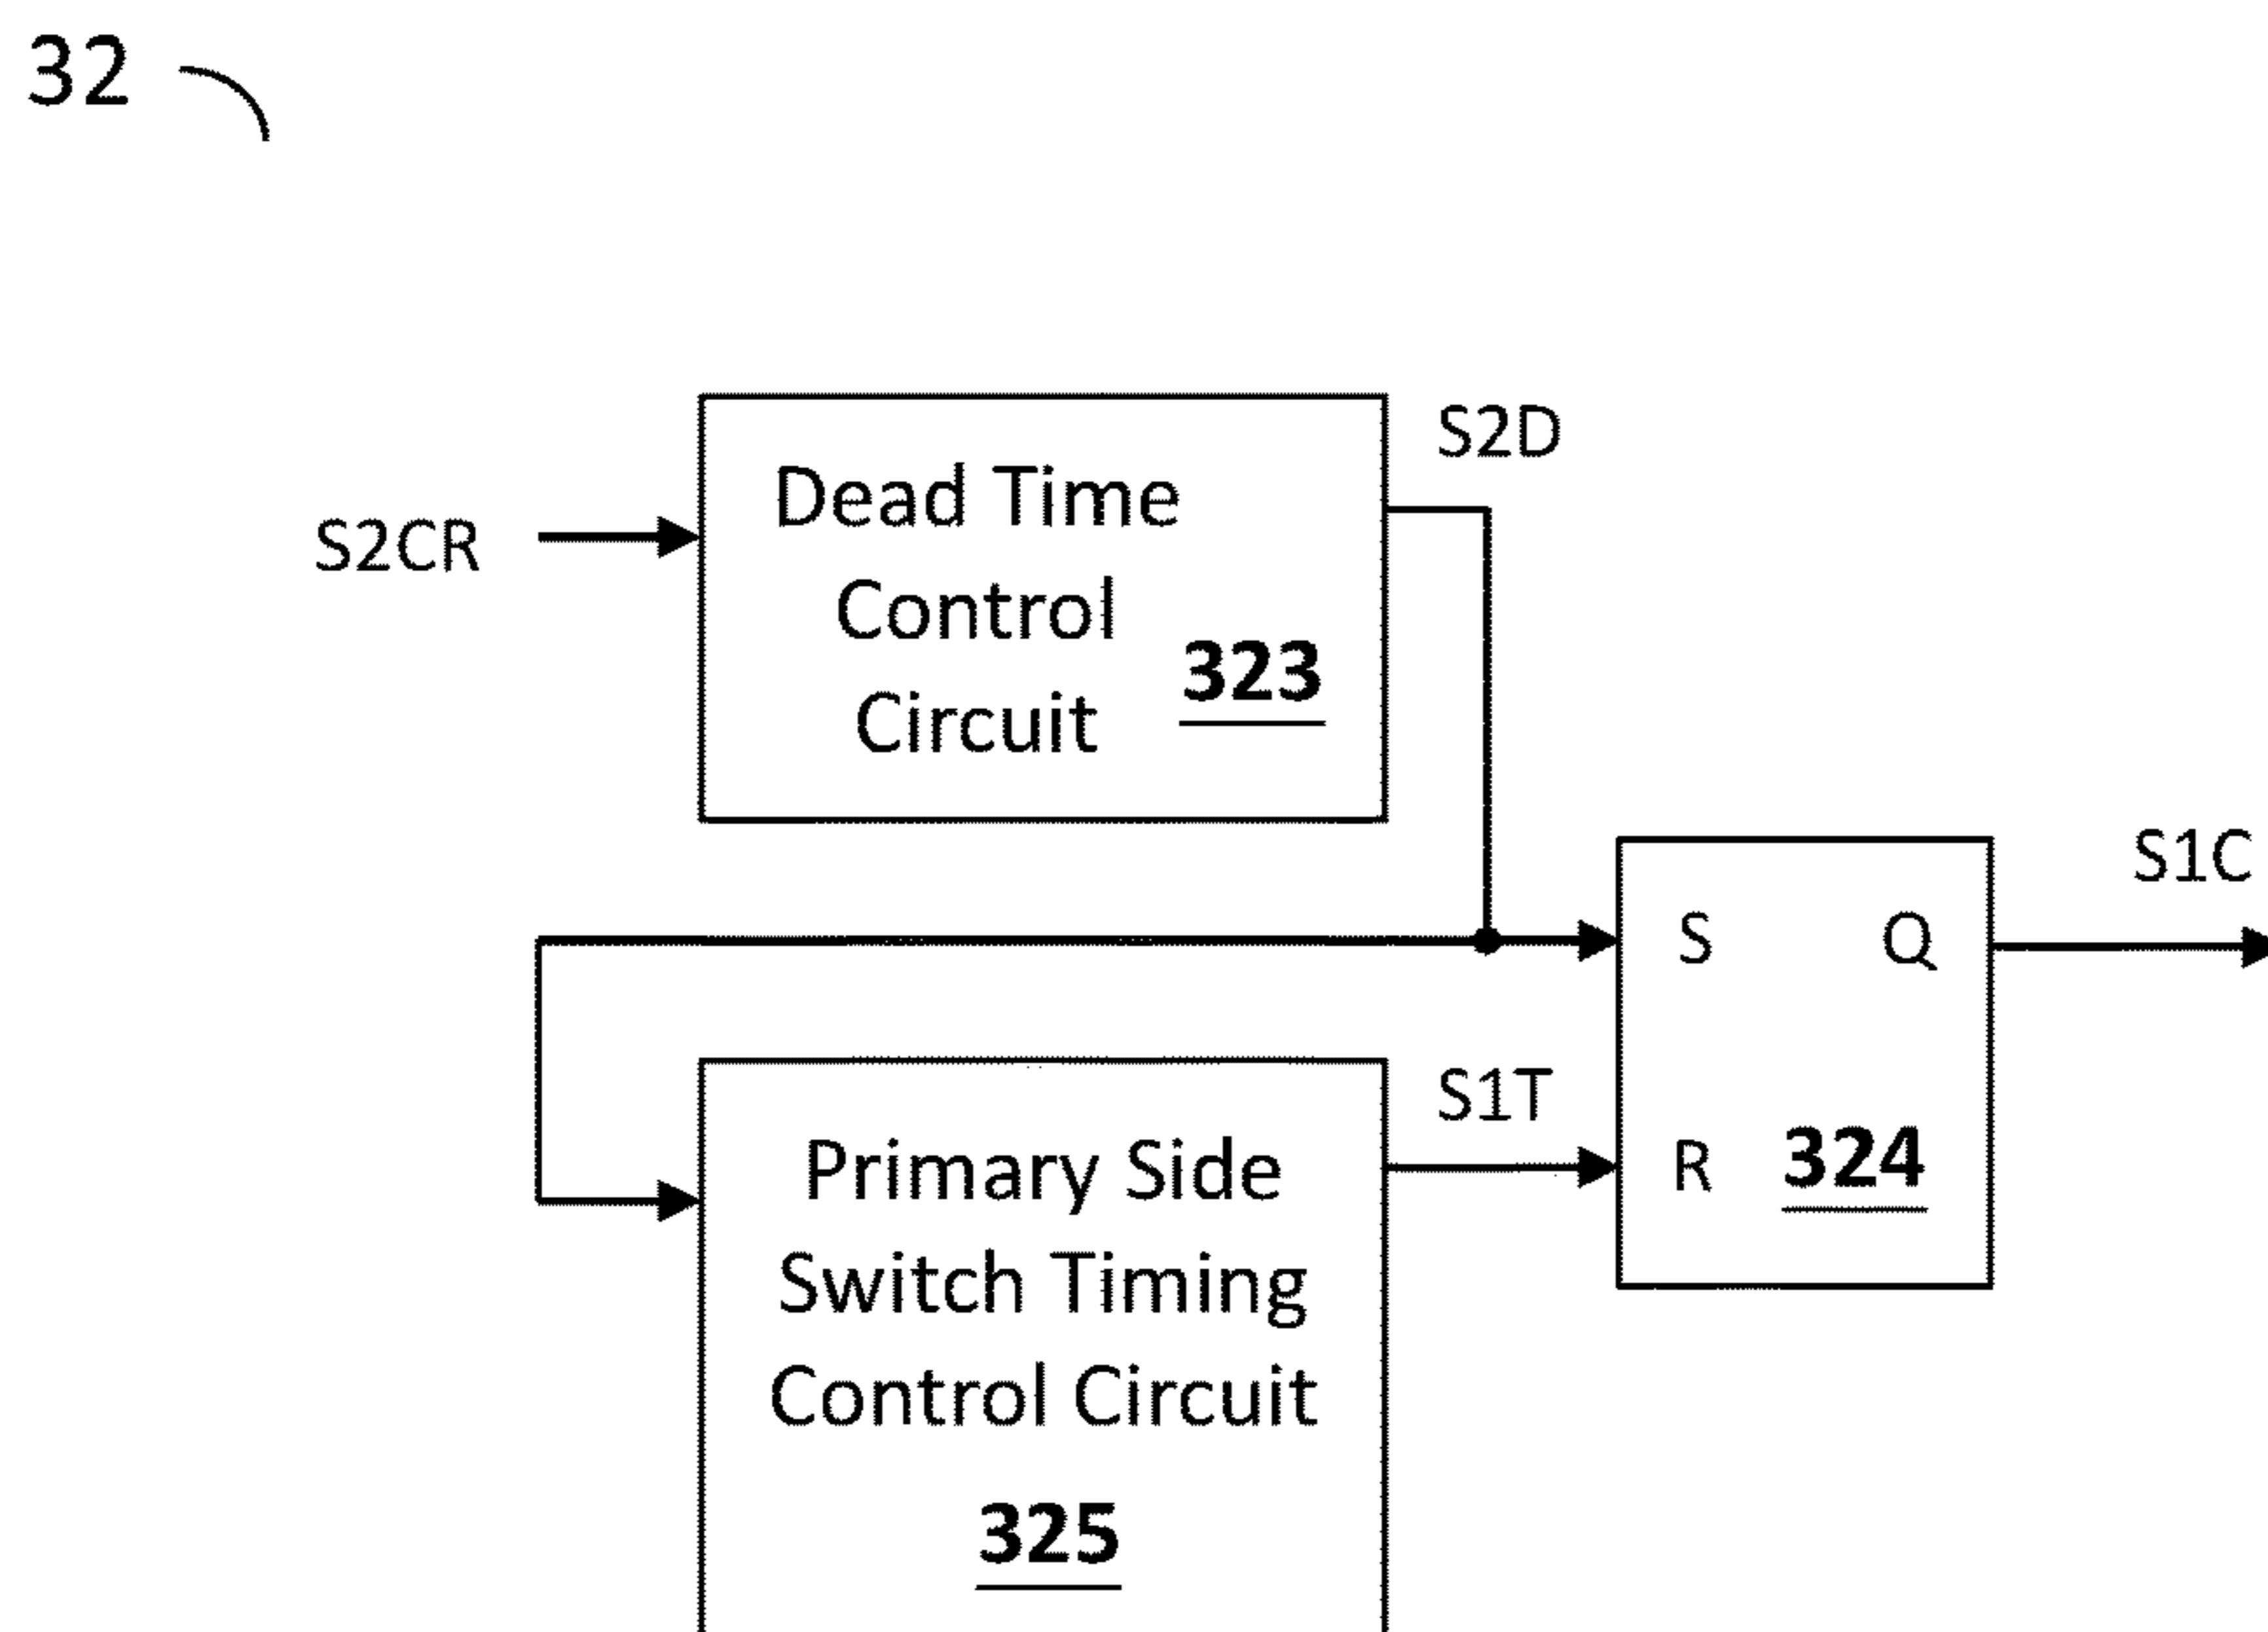 32
S2D
Dead Time
S2CR
Control
323
Circuit
S1C
S Q
S1T
R 324
Primary Side
Switch Timing
Control Circuit
325